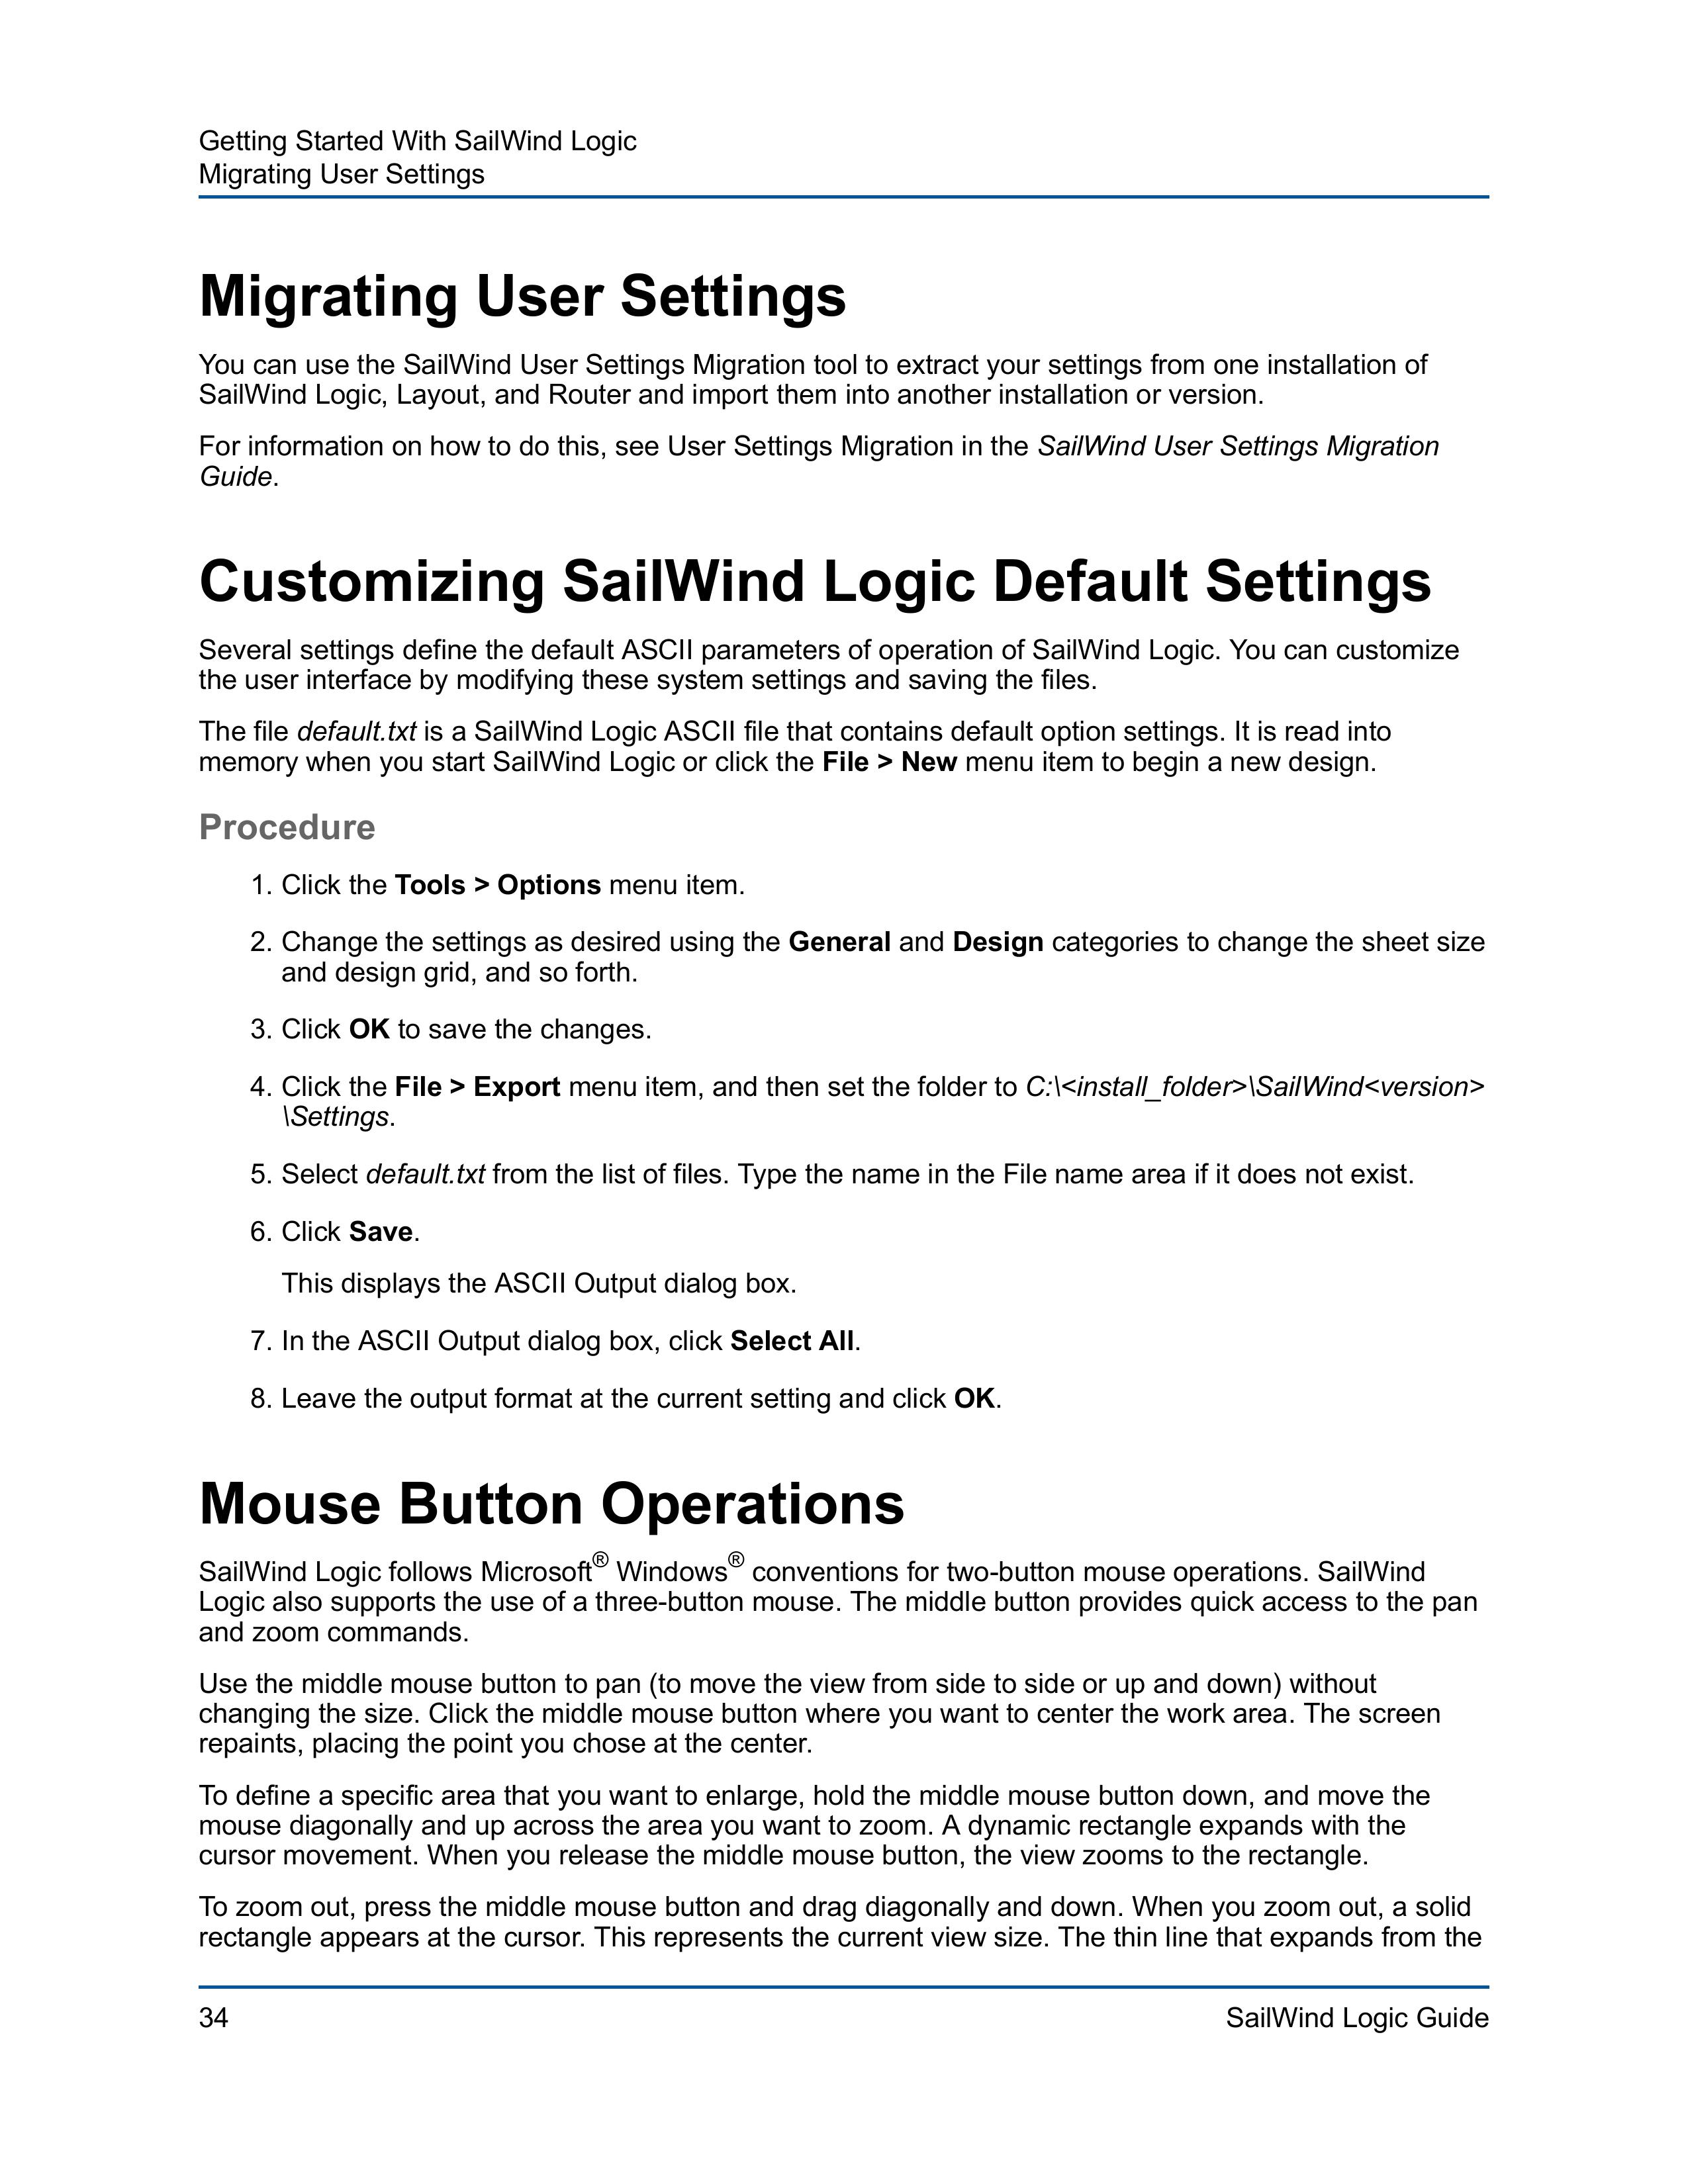 Getting Started With SailWind Logic
Migrating User Settings
Migrating User Settings
You can use the SailWind User Settings Migration tool to extract your settings from one installation of
SailWind Logic, Layout, and Router and import them into another installation or version.
For information on how to do this, see User Settings Migration in the SailWind User Settings Migration
Guide.
Customizing SailWind Logic Default Settings
Several settings define the default ASCII parameters of operation of SailWind Logic. You can customize
the user interface by modifying these system settings and saving the files.
The file default.txt is a SailWind Logic ASCII file that contains default option settings. It is read into
memory when you start SailWind Logic or click the File > New menu item to begin a new design.
Procedure
1. Click the Tools > Options menu item.
2. Change the settings as desired using the General and Design categories to change the sheet size
and design grid, and so forth.
3. Click OK to save the changes.
4. Click the File > Export menu item, and then set the folder to C:\<install_folder>\SailWind<version>
\Settings.
5. Select default.txt from the list of files. Type the name in the File name area if it does not exist.
6. Click Save.
This displays the ASCII Output dialog box.
7. In the ASCII Output dialog box, click Select All.
8. Leave the output format at the current setting and click OK.
Mouse Button Operations
SailWind Logic follows Microsoft® Windows® conventions for two-button mouse operations. SailWind
Logic also supports the use of a three-button mouse. The middle button provides quick access to the pan
and zoom commands.
Use the middle mouse button to pan (to move the view from side to side or up and down) without
changing the size. Click the middle mouse button where you want to center the work area. The screen
repaints, placing the point you chose at the center.
To define a specific area that you want to enlarge, hold the middle mouse button down, and move the
mouse diagonally and up across the area you want to zoom. A dynamic rectangle expands with the
cursor movement. When you release the middle mouse button, the view zooms to the rectangle.
To zoom out, press the middle mouse button and drag diagonally and down. When you zoom out, a solid
rectangle appears at the cursor. This represents the current view size. The thin line that expands from the
34
SailWind Logic Guide